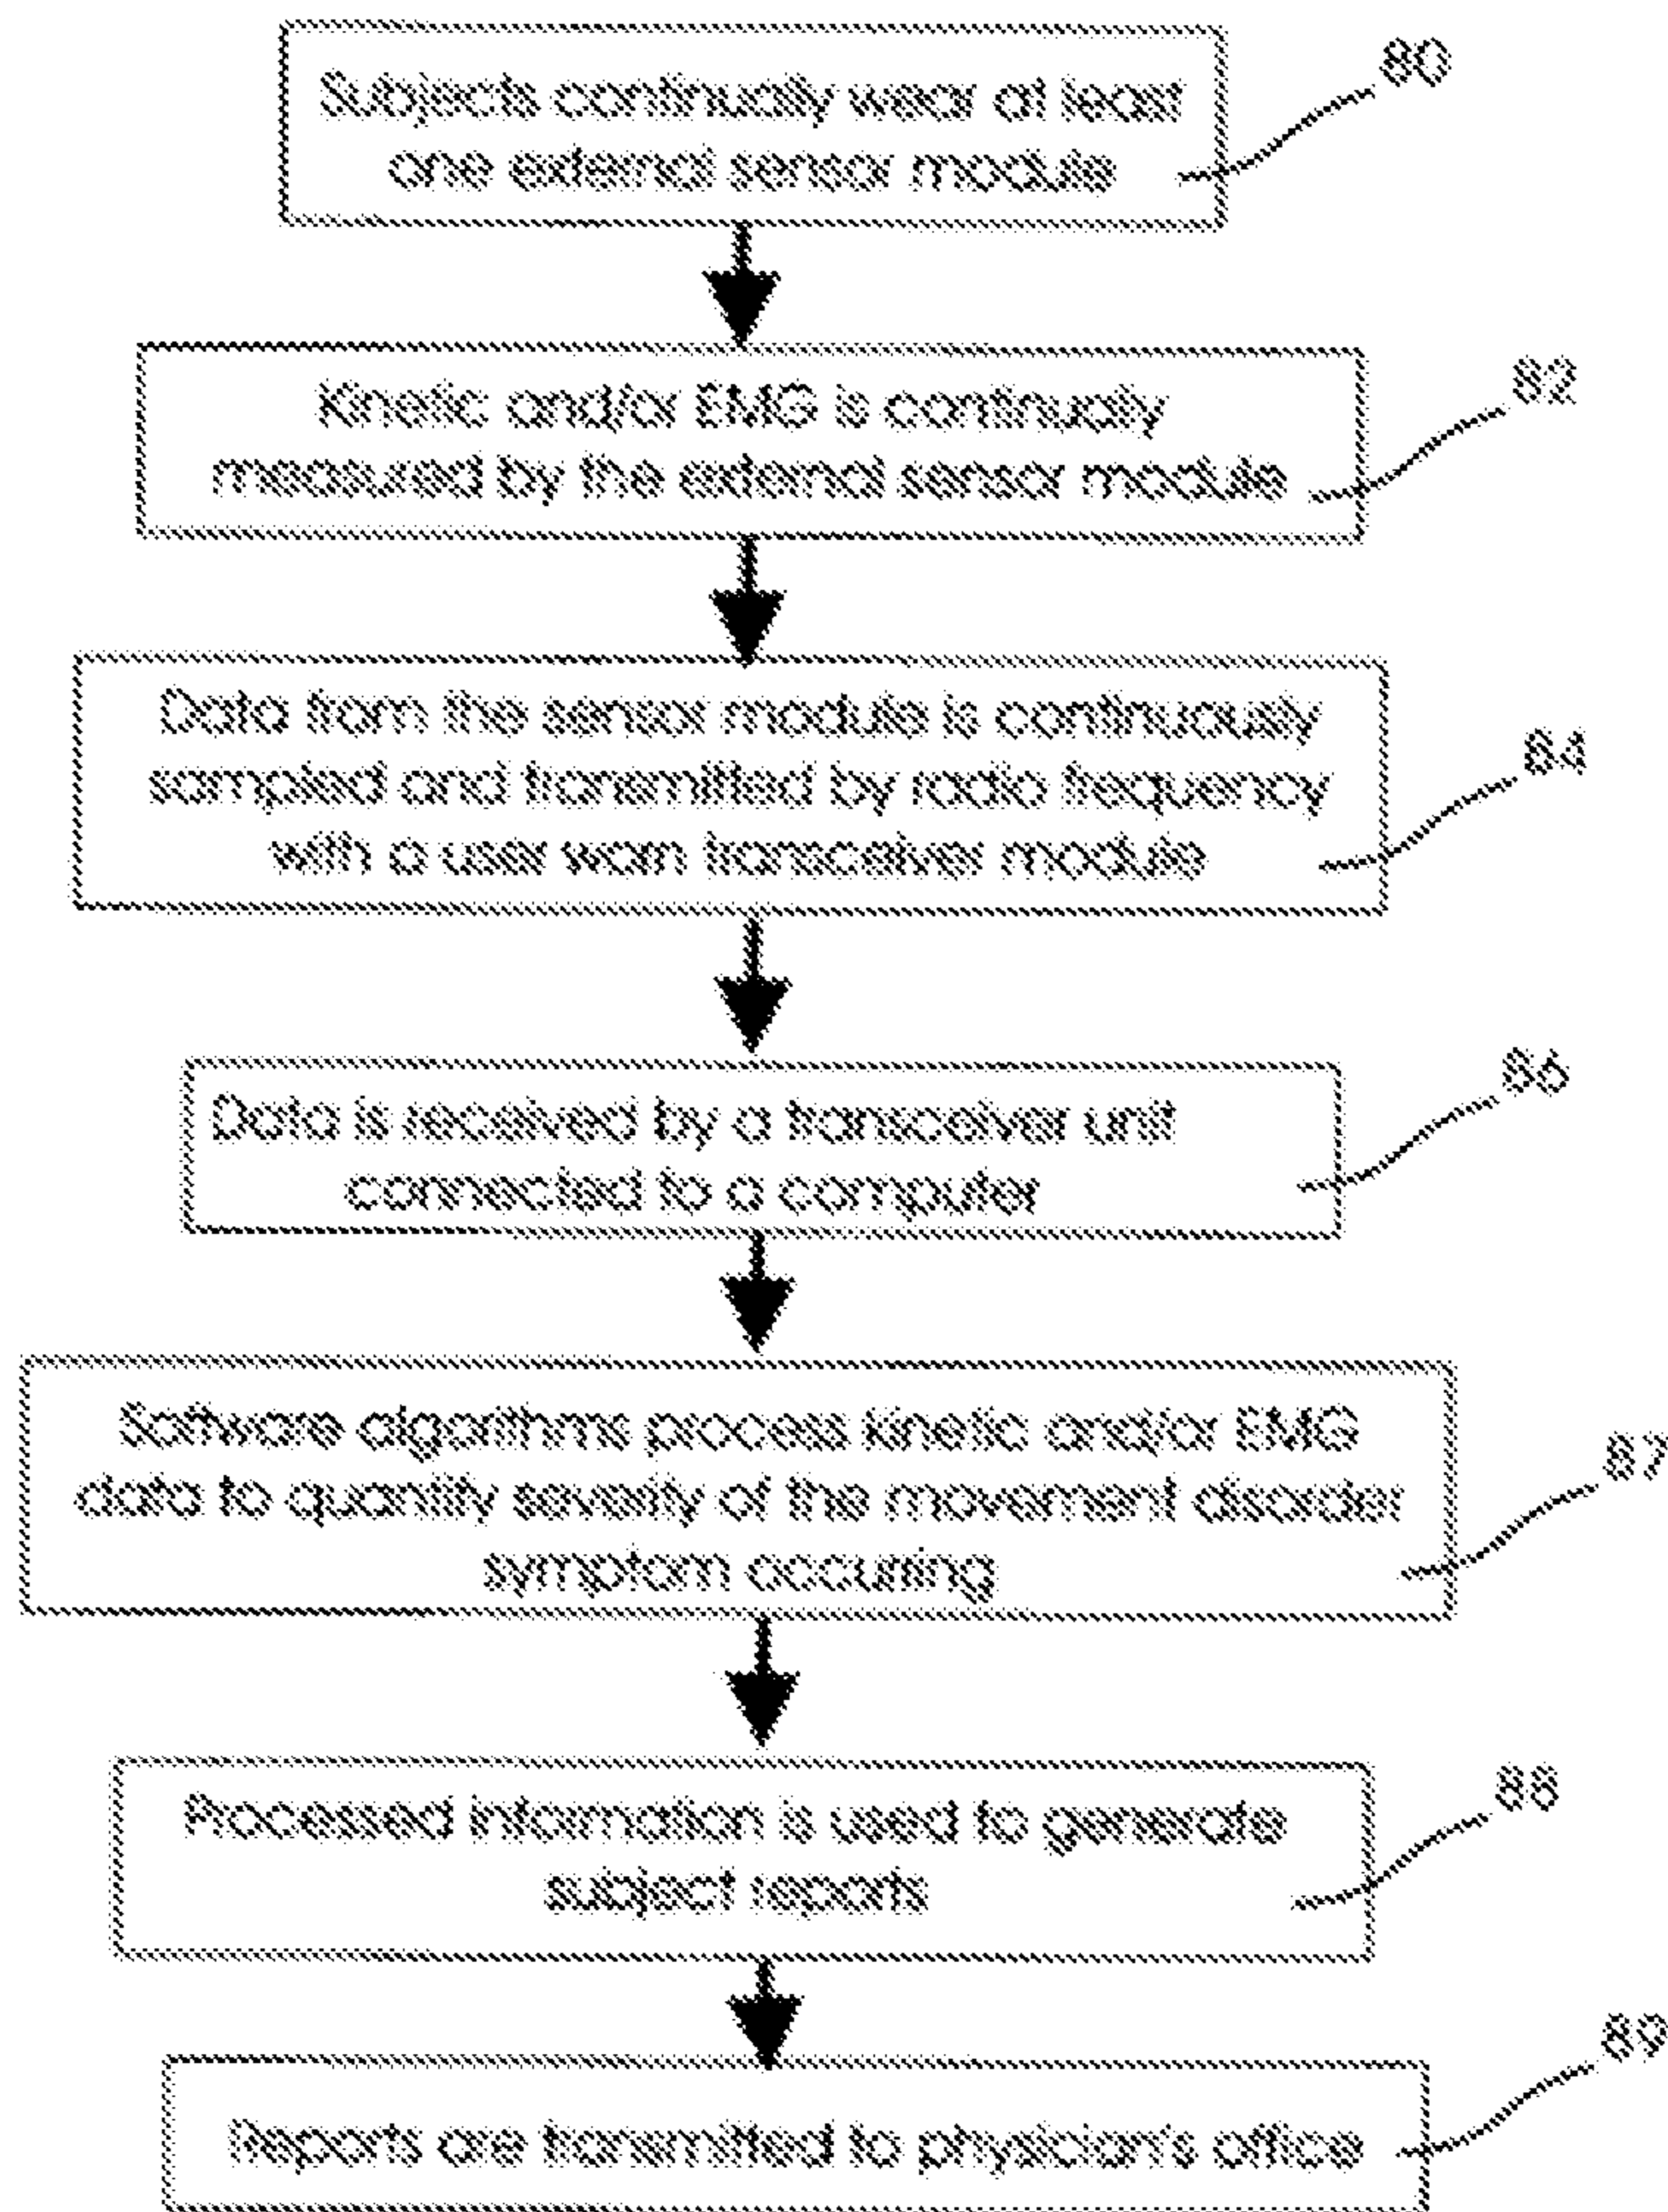 Subjects continually wear at least
one external sensor module
80
Kinetic and/or EMG is continually
measured by the external sensor module
82
Data from the sensor module is continuously
sampled and transmitted by radio frequency
with a user worn transceiver module
84
Data is received by a transceiver unit
connected to a computer
86
Software algorithms process kinetic and/or EMG
data to quantify severity of the movement disorder
symptom occurring
87
Processed information is used to generate
subject reports
88
Reports are transmitted to physician's office
89